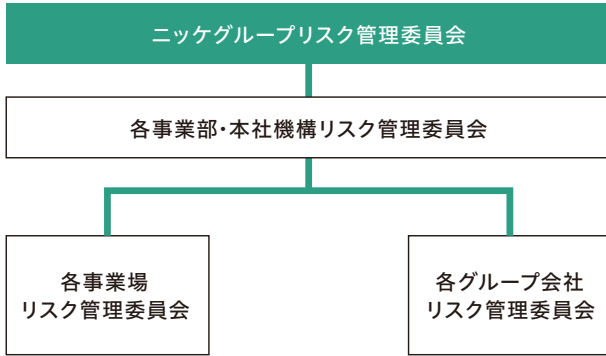 ニッケグループリスク管理委員会
各事業部・本社機構リスク管理委員会
各事業場
リスク管理委員会
各グループ会社
リスク管理委員会